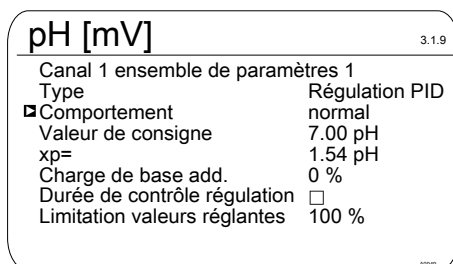 pH [mV] 3.1.9
Canal 1 ensemble de paramètres 1
Type Régulation PID
Comportement normal
Valeur de consigne 7.00 pH
xp= 1.54 pH
Charge de base add. 0 %
Durée de contrôle régulation
Limitation valeurs réglantes 100 %